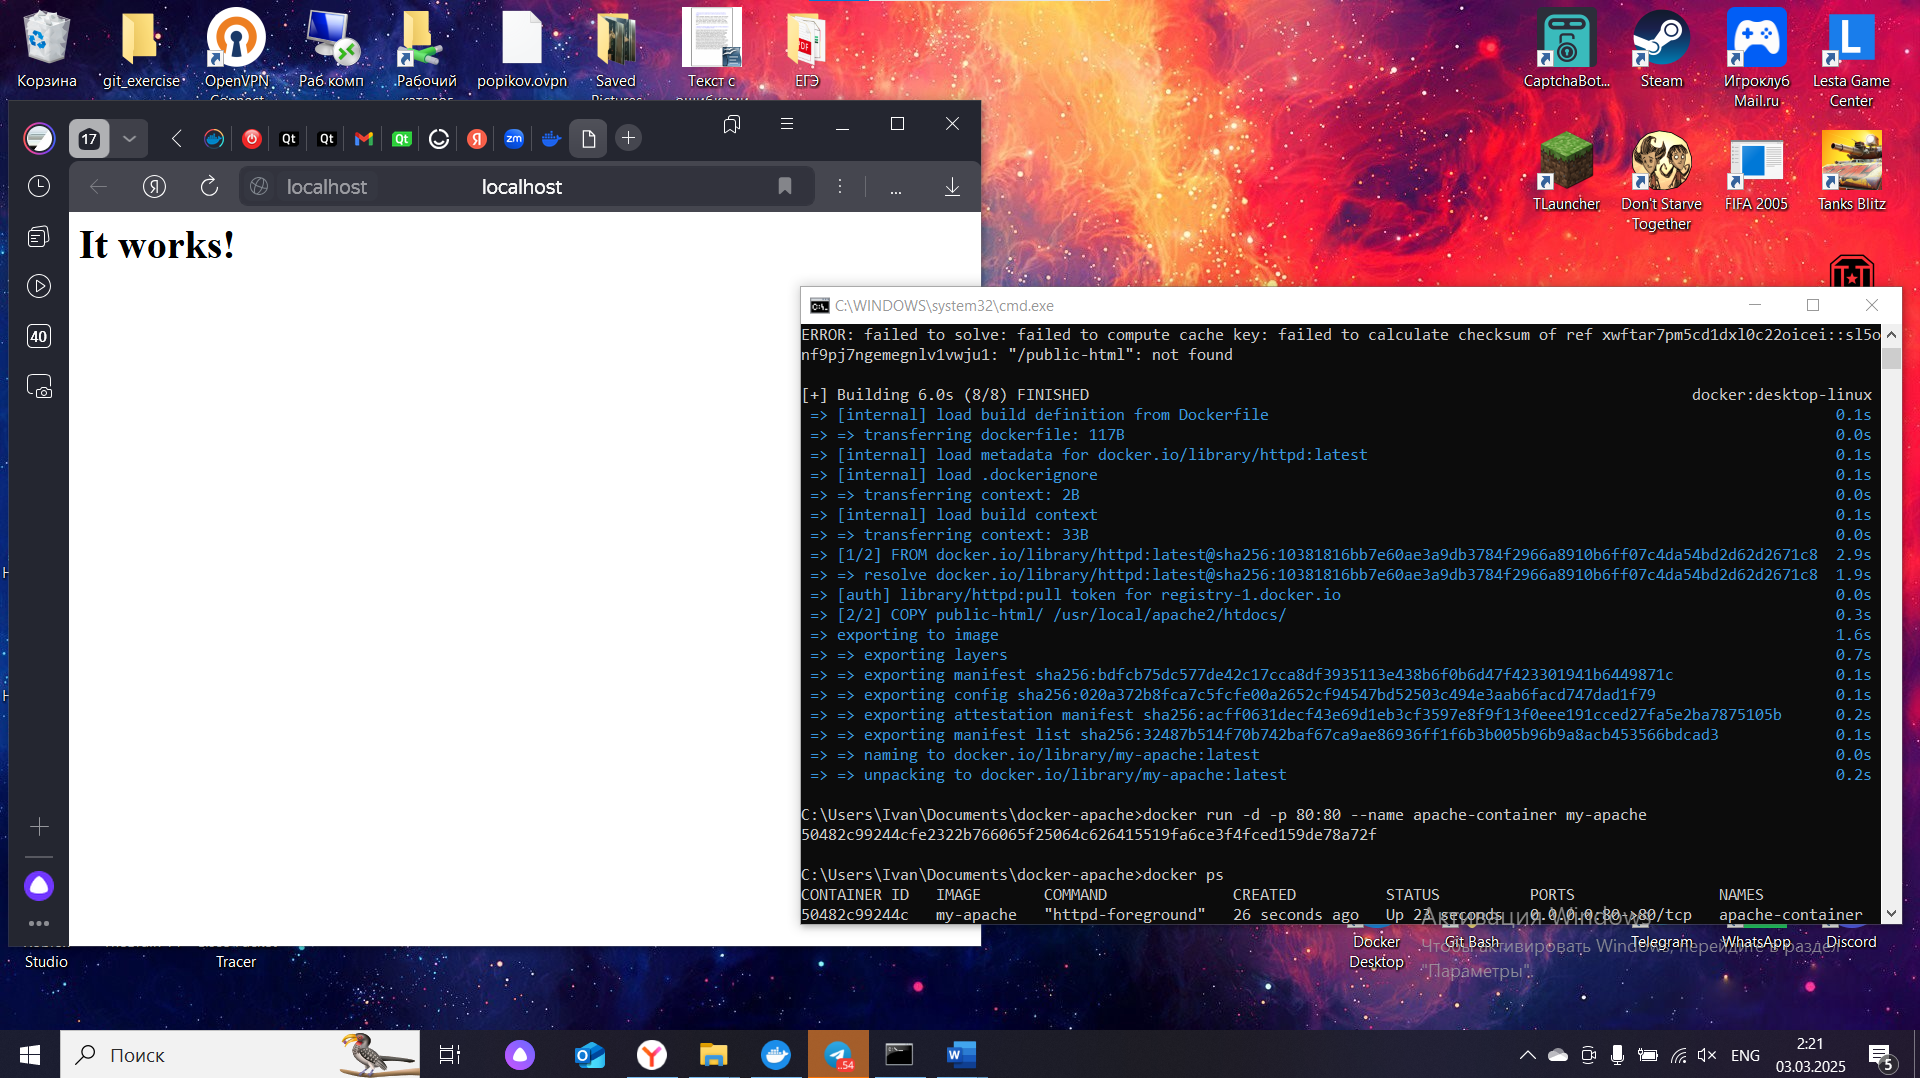 Корзина
git_exercise
OpenVPN
Connect
Раб комп
Рабочий
каталог
popikov.ovpn
Saved
Pictures
Текст с
ошибками
ЕГЭ
CaptchaBot...
Steam
Игроклуб
Mail.ru
Lesta Game
Center
TLauncher
Don't Starve
Together
FIFA 2005
Tanks Blitz
17
localhost
localhost
...
40
It works!
C:\WINDOWS\system32\cmd.exe
ERROR: failed to solve: failed to compute cache key: failed to calculate checksum of ref xwftar7pm5cd1dxl0c22oicei::sl5o
nf9pj7ngemegnlv1vwju1: "/public-html": not found
[+] Building 6.0s (8/8) FINISHED docker:desktop-linux
=> [internal] load build definition from Dockerfile 0.1s
=> => transferring dockerfile: 117B 0.0s
=> [internal] load metadata for docker.io/library/httpd:latest 0.1s
=> [internal] load .dockerignore 0.1s
=> => transferring context: 2B 0.0s
=> [internal] load build context 0.1s
=> => transferring context: 33B 0.0s
=> [1/2] FROM docker.io/library/httpd:latest@sha256:10381816bb7e60ae3a9db3784f2966a8910b6ff07c4da54bd2d62d2671c8 2.9s
=> => resolve docker.io/library/httpd:latest@sha256:10381816bb7e60ae3a9db3784f2966a8910b6ff07c4da54bd2d62d2671c8 1.9s
=> [auth] library/httpd:pull token for registry-1.docker.io 0.0s
=> [2/2] COPY public-html/ /usr/local/apache2/htdocs/ 0.3s
=> exporting to image 1.6s
=> => exporting layers 0.7s
=> => exporting manifest sha256:bdfcb75dc577de42c17cca8df3935113e438b6f0b6d47f423301941b6449871c 0.1s
=> => exporting config sha256:020a372b8fca7c5fcfe00a2652cf94547bd52503c494e3aab6facd747dad1f79 0.1s
=> => exporting attestation manifest sha256:acff0631decf43e69d1eb3cf3597e8f9f13f0eee191cced27fa5e2ba7875105b 0.2s
=> => exporting manifest list sha256:32487b514f70b742baf67ca9ae86936ff1f6b3b005b96b9a8acb453566bdcad3 0.1s
=> => naming to docker.io/library/my-apache:latest 0.0s
=> => unpacking to docker.io/library/my-apache:latest 0.2s
C:\Users\Ivan\Documents\docker-apache>docker run -d -p 80:80 --name apache-container my-apache
50482c99244cfe2322b766065f25064c626415519fa6ce3f4fced159de78a72f
C:\Users\Ivan\Documents\docker-apache>docker ps
CONTAINER ID IMAGE COMMAND CREATED STATUS PORTS NAMES
50482c99244c my-apache "httpd-foreground" 26 seconds ago Up 23 seconds 0.0.0.0:80->80/tcp apache-container
Активация Windows
Чтобы активировать Windows, перейдите в раздел
"Параметры".
Studio
Tracer
Docker
Desktop
Git Bash
Telegram
WhatsApp
Discord
Поиск
..54
ENG
2:21
03.03.2025
5